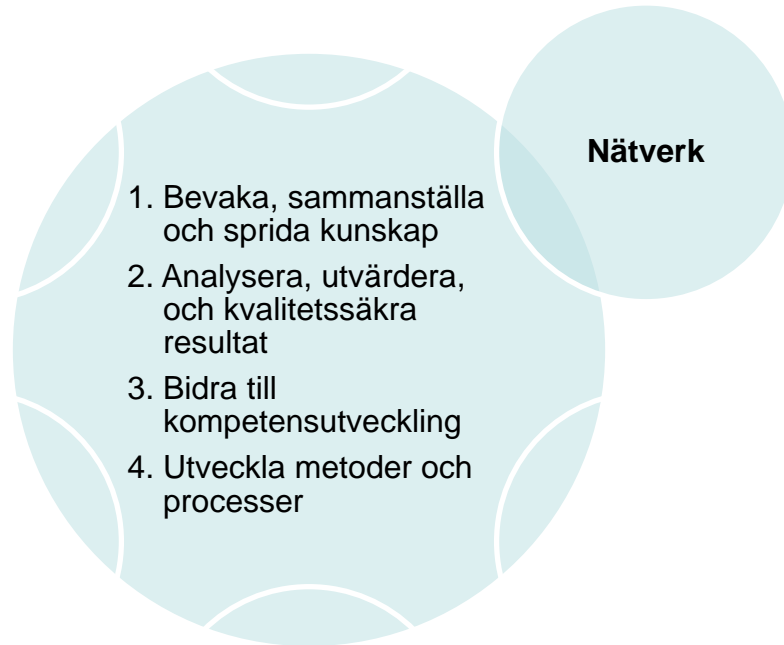 Nätverk
1. Bevaka, sammanställa
och sprida kunskap
2. Analysera, utvärdera,
och kvalitetssäkra
resultat
3. Bidra till
kompetensutveckling
4. Utveckla metoder och
processer